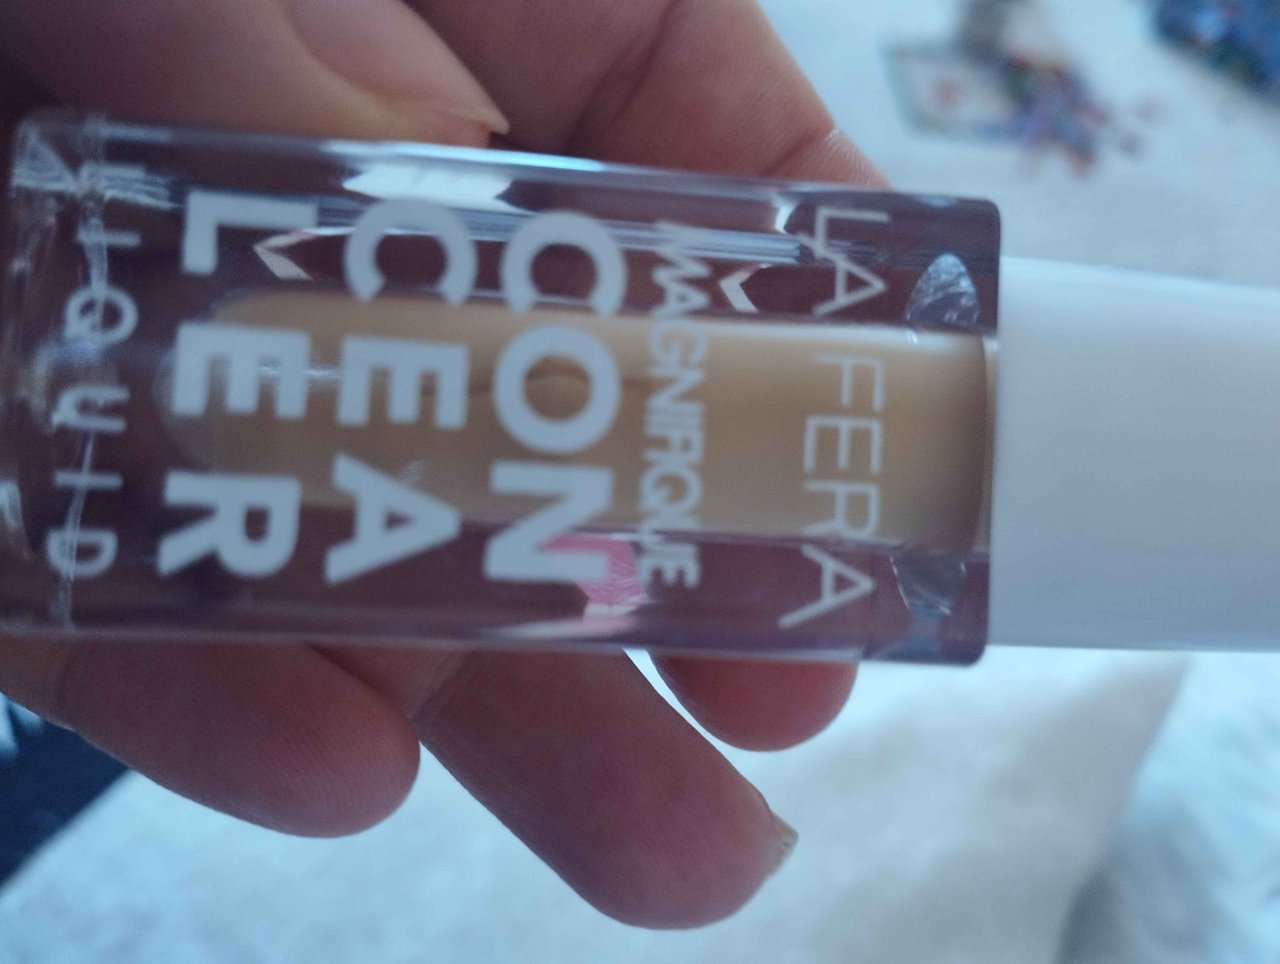 LA FERA
MAGNIFIQUE
CON
CEA
LER
LIQUID